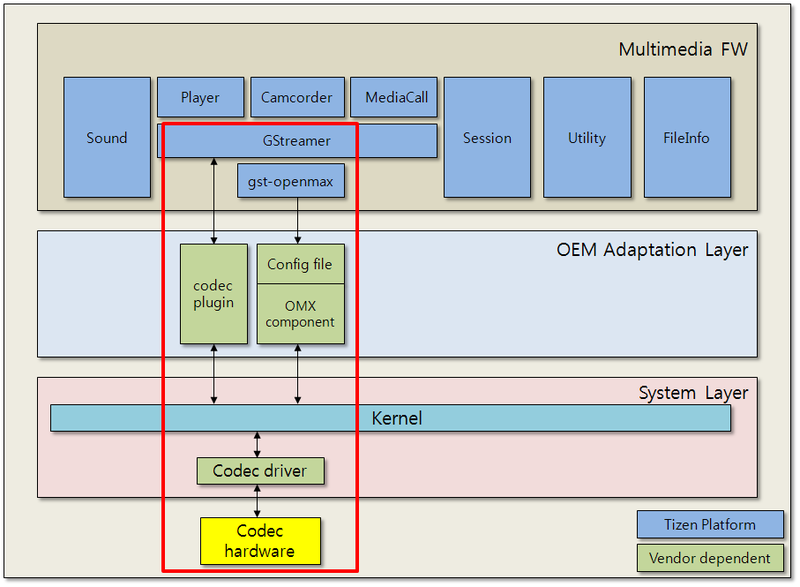 Multimedia FW
Sound
Player
Camcorder
MediaCall
GStreamer
gst-openmax
Session
Utility
FileInfo
OEM Adaptation Layer
codec
plugin
Config file
OMX
component
System Layer
Kernel
Codec driver
Codec
hardware
Tizen Platform
Vendor dependent